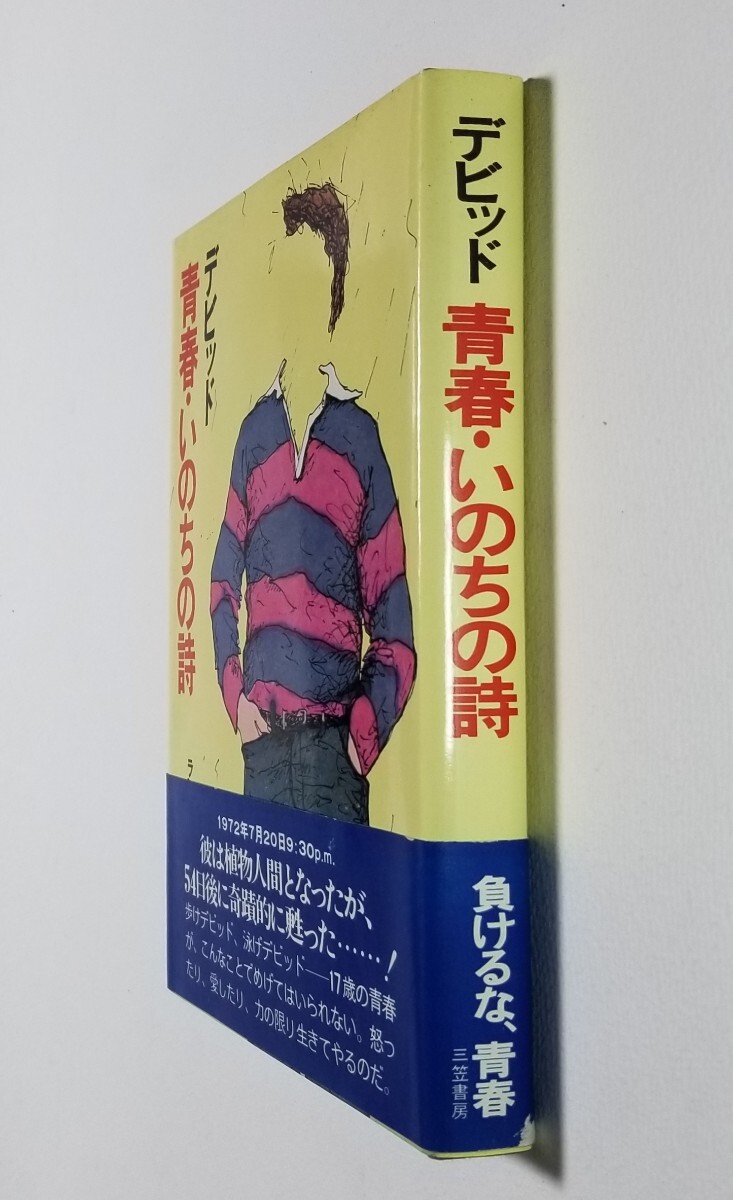 デビッド
青春・いのちの詩
ラ
1972年7月20日9:30p.m.
彼は植物人間となったが、
54日後に奇蹟的に甦った……!
歩けデビッド、泳げデビッド──17歳の青春
が、こんなことでめげてはいられない。怒っ
たり、愛したり、力の限り生きてやるのだ。
デビッド 青春・いのちの詩
負けるな、青春
三笠書房